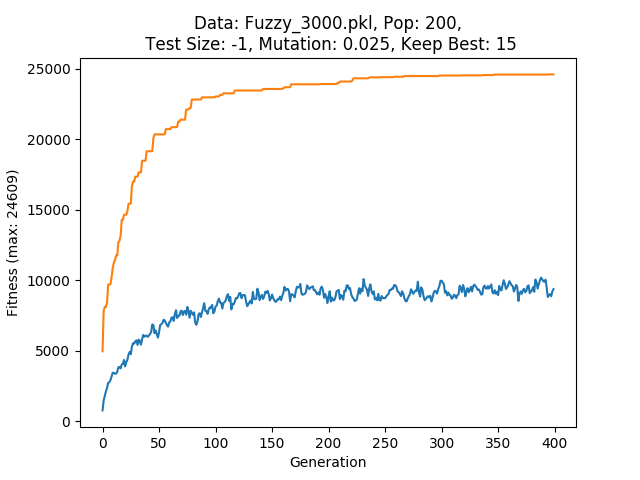 Data: Fuzzy_3000.pkl, Pop: 200,
Test Size: -1, Mutation: 0.025, Keep Best: 15
Fitness (max: 24609)
25000
20000
15000
10000
5000
0
0 50 100 150 200 250 300 350 400
Generation